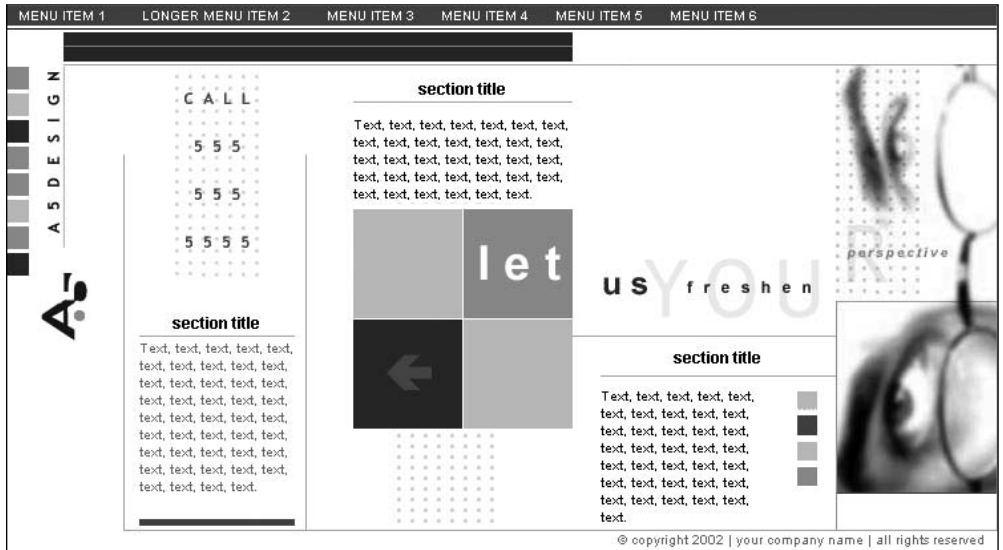 MENU ITEM 1 LONGER MENU ITEM 2 MENU ITEM 3 MENU ITEM 4 MENU ITEM 5 MENU ITEM 6
A5DESIGN
A5
CALL
555
555
5555
section title
Text, text, text, text, text,
text, text, text, text, text,
text, text, text, text, text,
text, text, text, text, text,
text, text, text, text, text,
text, text, text, text, text,
text, text, text, text, text,
text, text, text, text, text,
text, text, text, text.
section title
Text, text, text, text, text, text, text,
text, text, text, text, text, text, text,
text, text, text, text, text, text, text,
text, text, text, text, text, text, text,
text, text, text, text, text, text.
let
us freshen
YOUR
perspective
section title
Text, text, text, text, text,
text, text, text, text, text,
text, text, text, text, text,
text, text, text, text, text,
text, text, text, text, text,
text, text, text, text, text,
text, text, text, text, text,
text.
© copyright 2002 | your company name | all rights reserved